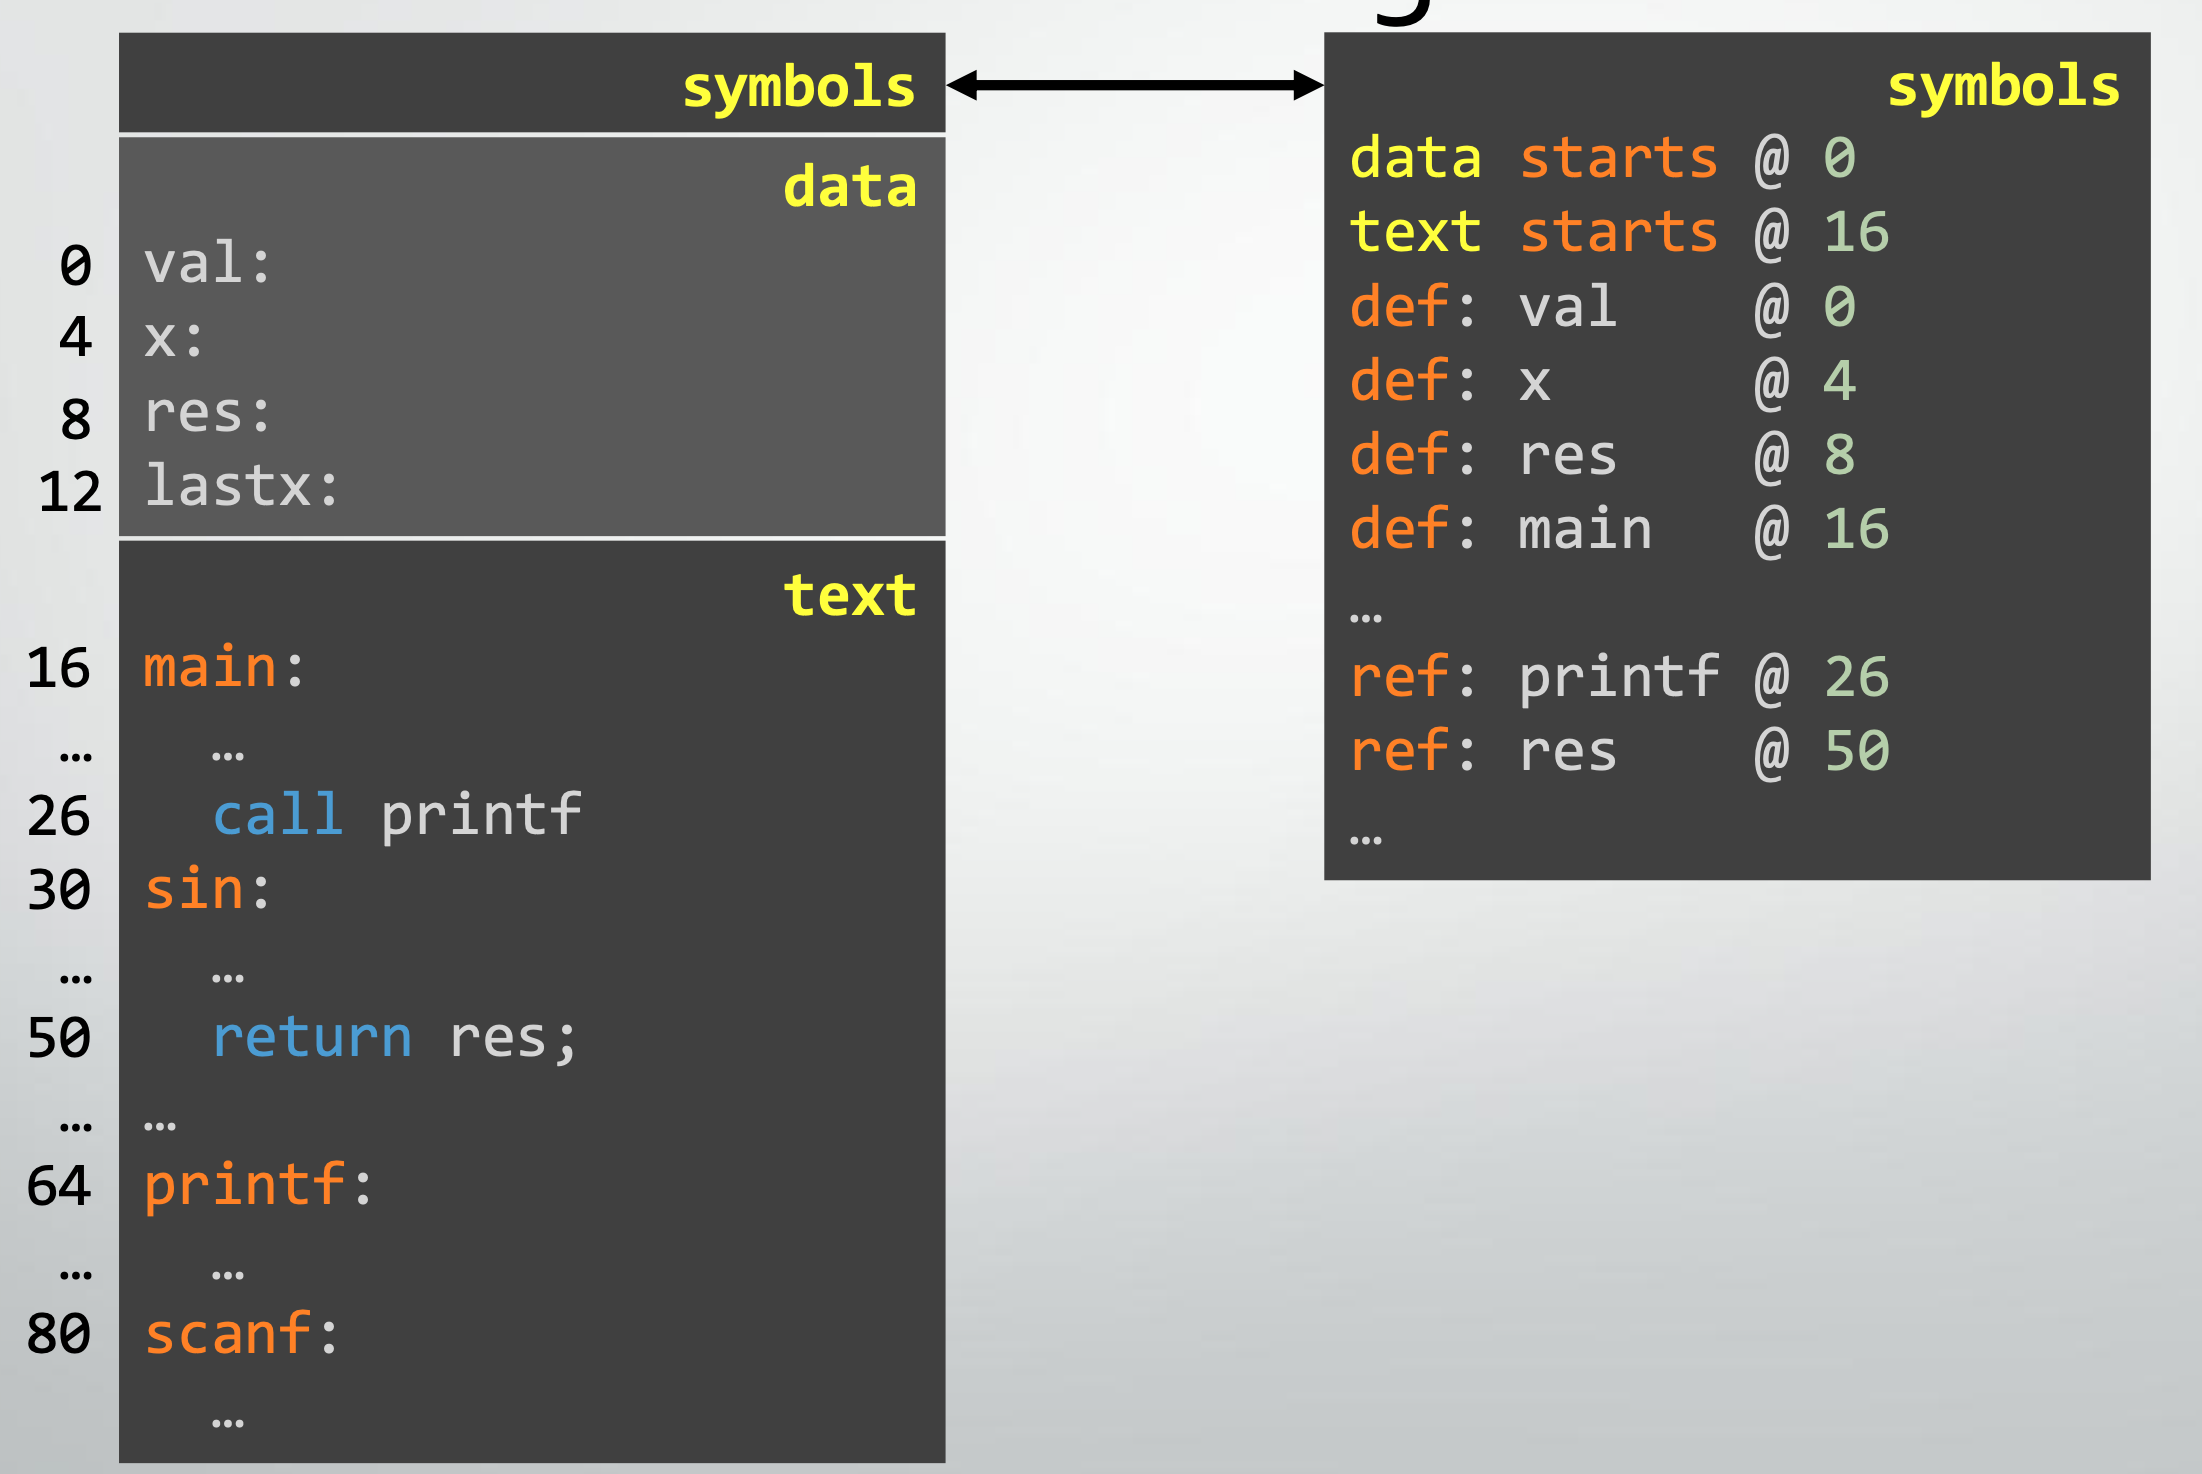 symbols
data
0 val:
4 x:
8 res:
12 lastx:
text
16 main:
… …
26 call printf
30 sin:
… …
50 return res;
… …
64 printf:
… …
80 scanf:
…
symbols
data starts @ 0
text starts @ 16
def: val @ 0
def: x @ 4
def: res @ 8
def: main @ 16
…
ref: printf @ 26
ref: res @ 50
…